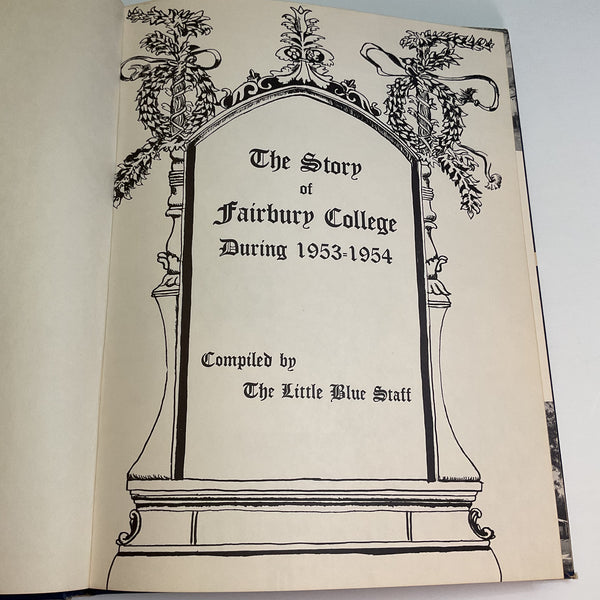 The Story
of
Fairbury College
During 1953-1954
Compiled by
The Little Blue Staff